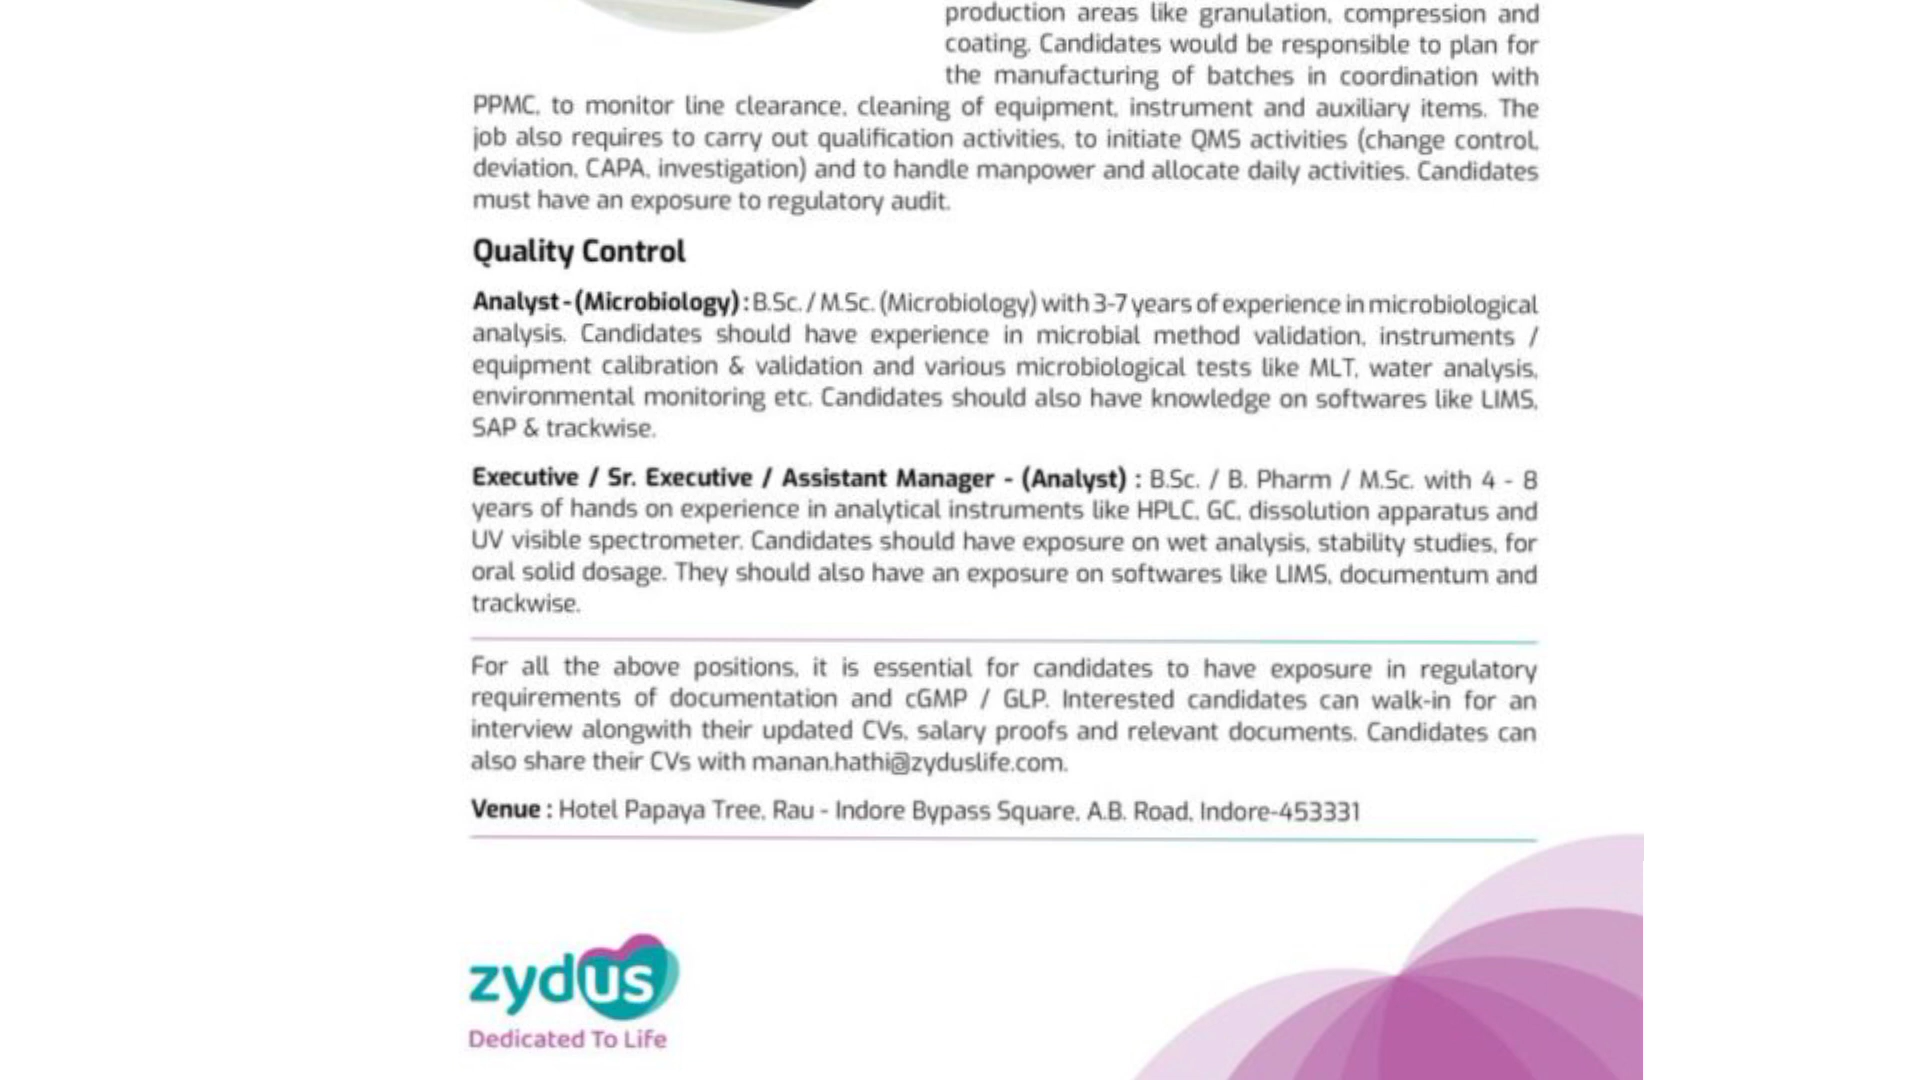 production areas like granulation, compression and
coating. Candidates would be responsible to plan for
the manufacturing of batches in coordination with
PPMC, to monitor line clearance, cleaning of equipment, instrument and auxiliary items. The
job also requires to carry out qualification activities, to initiate QMS activities (change control,
deviation, CAPA, investigation) and to handle manpower and allocate daily activities. Candidates
must have an exposure to regulatory audit.
Quality Control
Analyst - (Microbiology) : B.Sc. / M.Sc. (Microbiology) with 3-7 years of experience in microbiological
analysis. Candidates should have experience in microbial method validation, instruments /
equipment calibration & validation and various microbiological tests like MLT, water analysis,
environmental monitoring etc. Candidates should also have knowledge on softwares like LIMS,
SAP & trackwise.
Executive / Sr. Executive / Assistant Manager - (Analyst) : B.Sc. / B. Pharm / M.Sc. with 4 - 8
years of hands on experience in analytical instruments like HPLC, GC, dissolution apparatus and
UV visible spectrometer. Candidates should have exposure on wet analysis, stability studies, for
oral solid dosage. They should also have an exposure on softwares like LIMS, documentum and
trackwise.
For all the above positions, it is essential for candidates to have exposure in regulatory
requirements of documentation and cGMP / GLP. Interested candidates can walk-in for an
interview alongwith their updated CVs, salary proofs and relevant documents. Candidates can
also share their CVs with manan.hathi@zyduslife.com.
Venue : Hotel Papaya Tree, Rau - Indore Bypass Square, A.B. Road, Indore-453331
zydus
Dedicated To Life